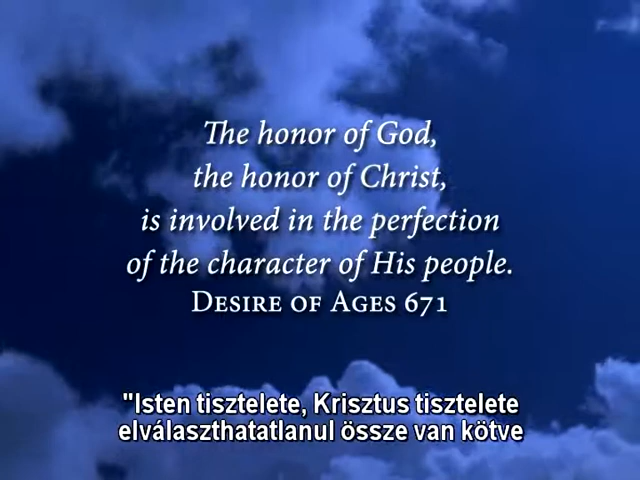 The honor of God,
the honor of Christ,
is involved in the perfection
of the character of His people.
Desire of Ages 671
"Isten tisztelete, Krisztus tisztelete
elválaszthatatlanul össze van kötve